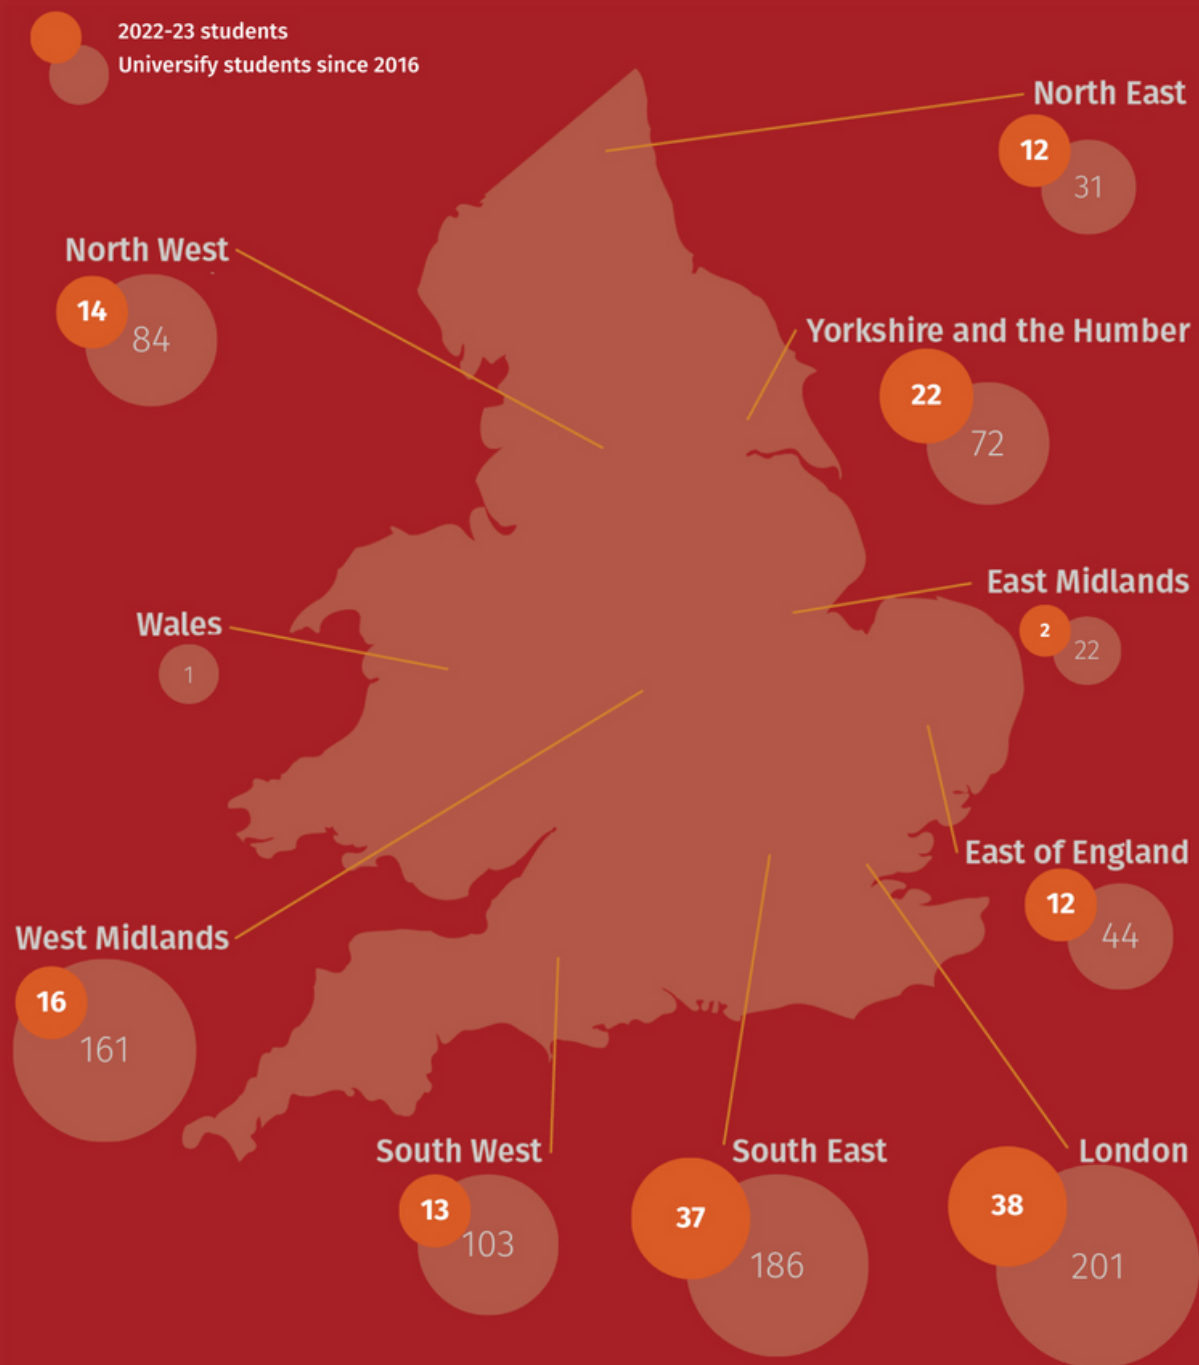 2022-23 students
Universify students since 2016
North East
12
31
North West
14
84
Yorkshire and the Humber
22
72
East Midlands
2
22
Wales
1
East of England
12
44
West Midlands
16
161
South West
13
103
South East
37
186
London
38
201